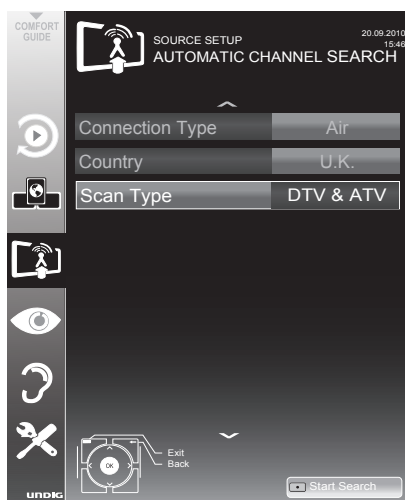 COMFORT
GUIDE
SOURCE SETUP
AUTOMATIC CHANNEL SEARCH
20.09.2010
15:46
Connection Type Air
Country U.K.
Scan Type DTV & ATV
Exit
OK Back
UNDIG
Start Search